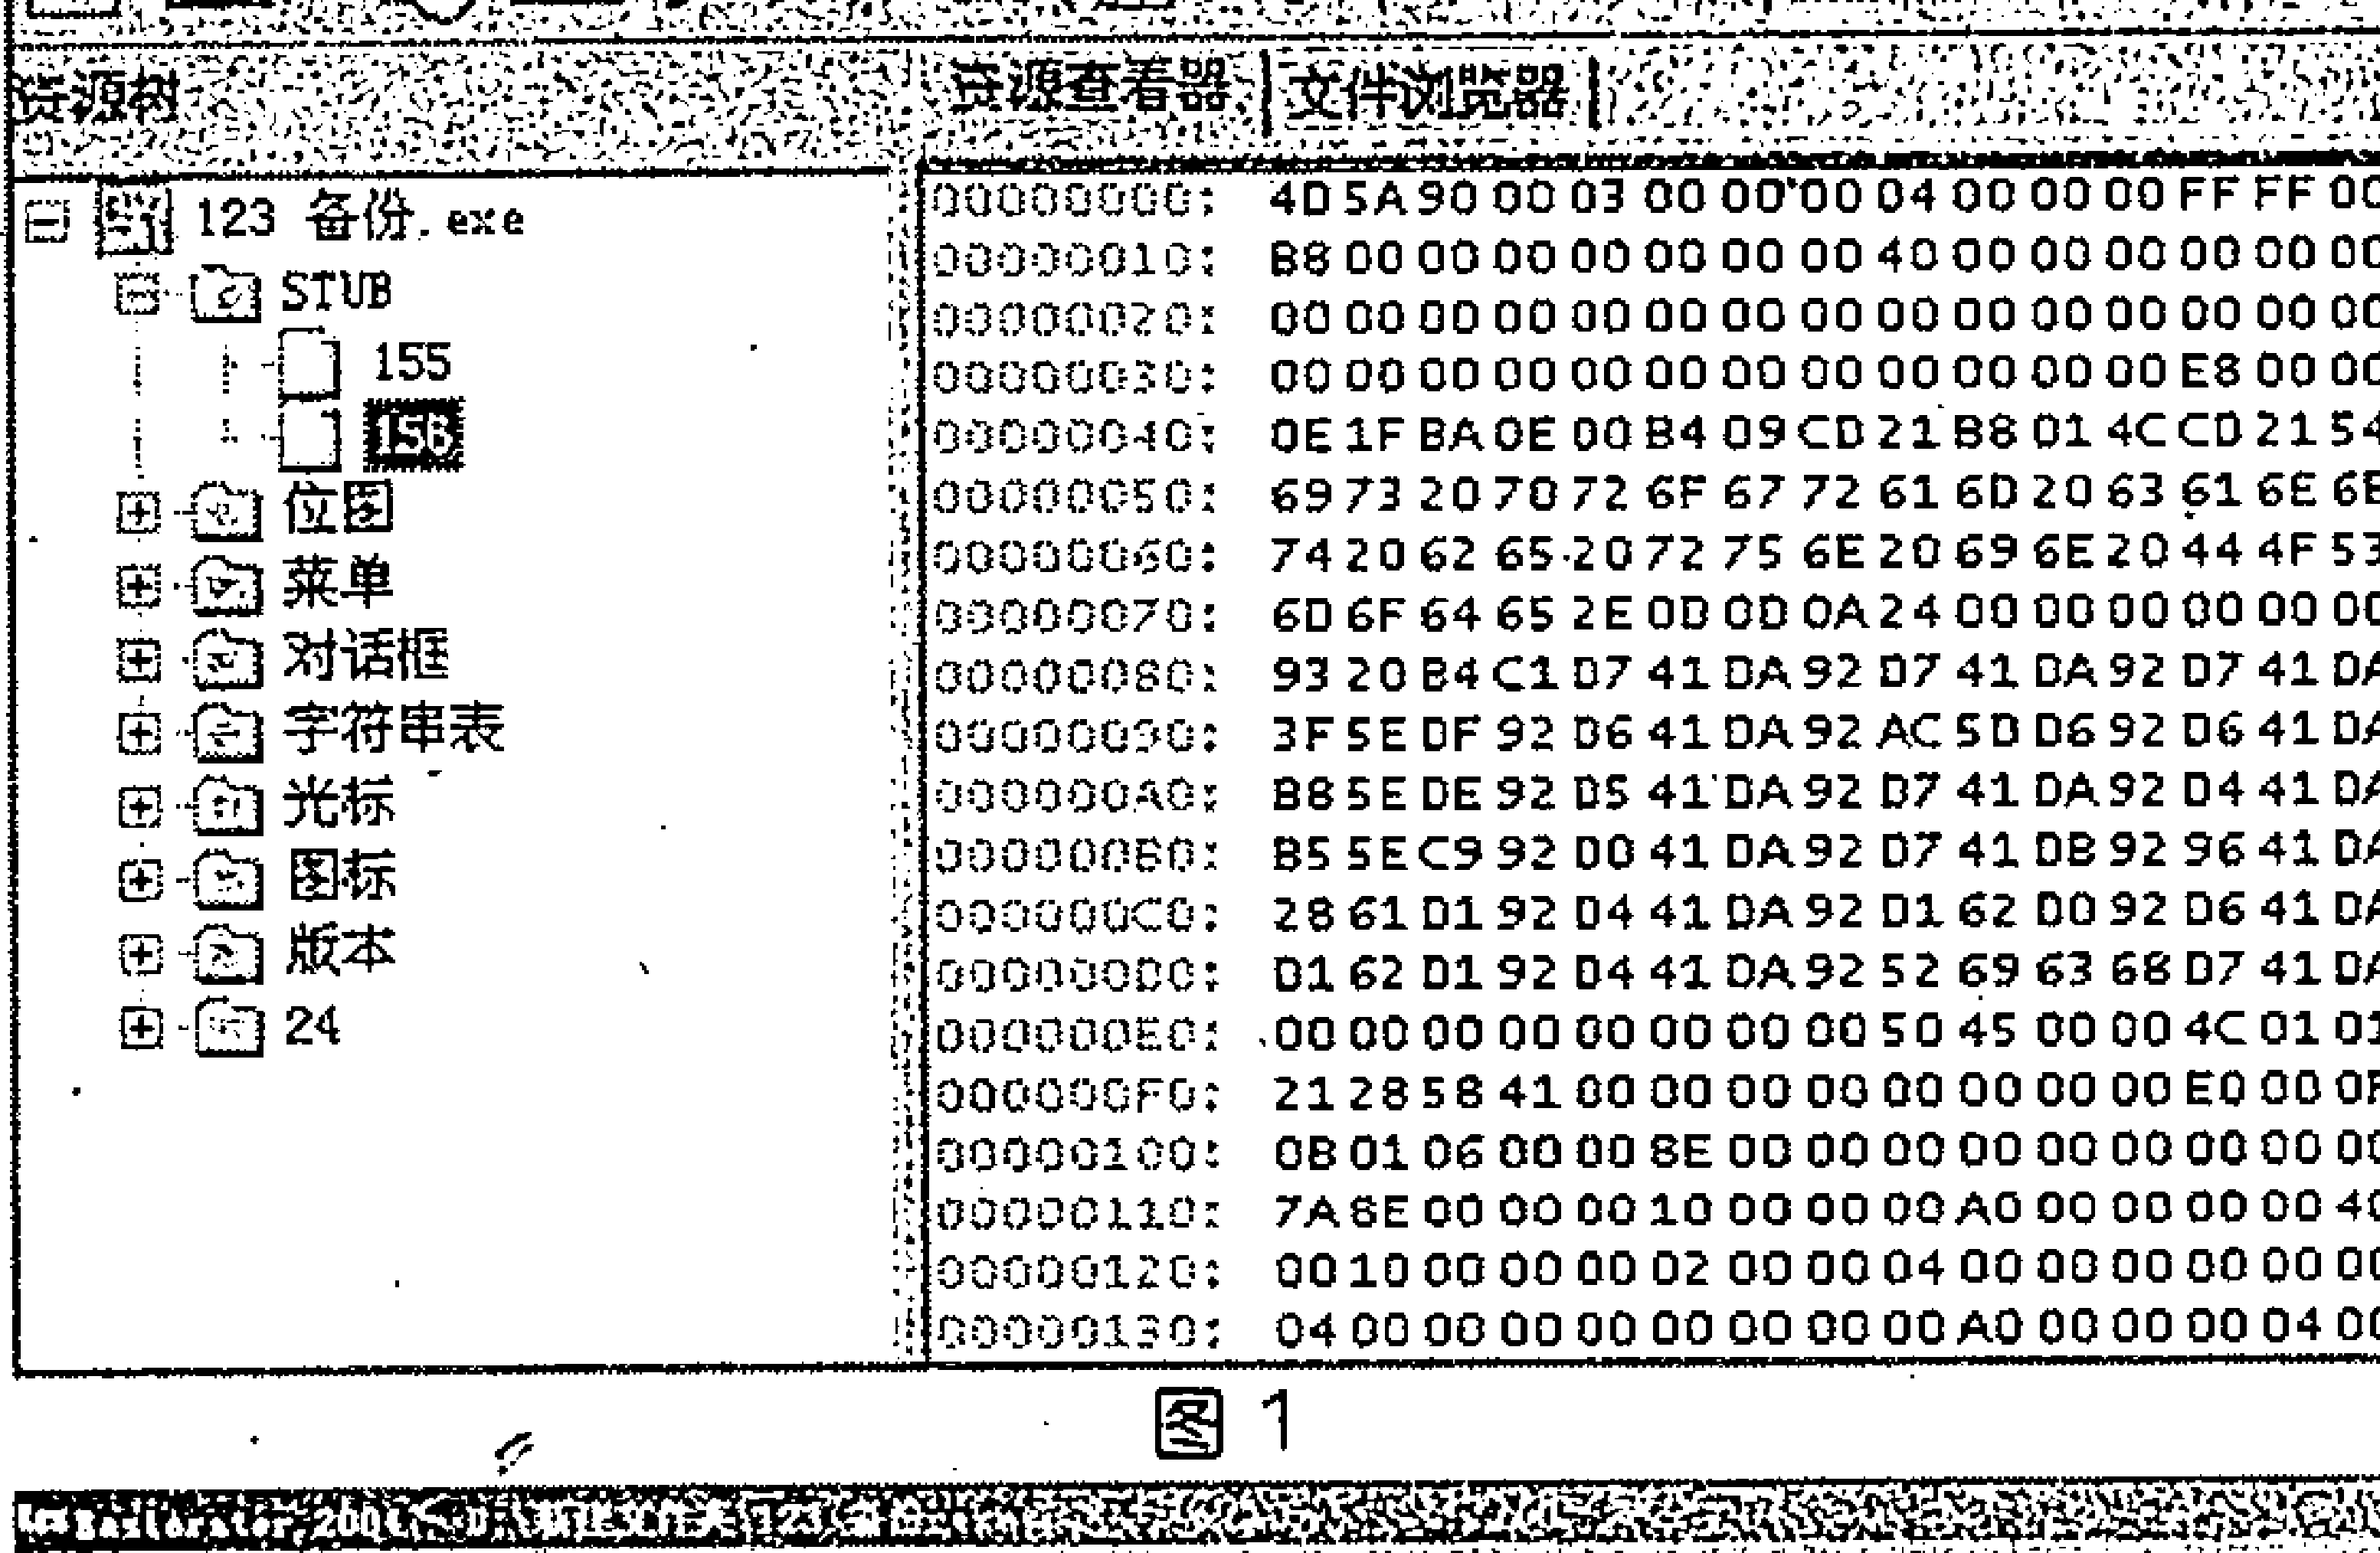 资源树
资源查看器 文件浏览器
123 备份.exe
STUB
155
156
位图
菜单
对话框
字符串表
光标
图标
版本
24
00000000: 4D 5A 90 00 03 00 00 00 04 00 00 00 FF FF 00
00000010: B8 00 00 00 00 00 00 00 40 00 00 00 00 00 00
00000020: 00 00 00 00 00 00 00 00 00 00 00 00 00 00 00
00000030: 00 00 00 00 00 00 00 00 00 00 00 00 E8 00 00
00000040: 0E 1F BA 0E 00 B4 09 CD 21 B8 01 4C CD 21 54
00000050: 69 73 20 70 72 6F 67 72 61 6D 20 63 61 6E 6E
00000060: 74 20 62 65 20 72 75 6E 20 69 6E 20 44 4F 53
00000070: 6D 6F 64 65 2E 0D 0D 0A 24 00 00 00 00 00 00
00000080: 93 20 B4 C1 D7 41 DA 92 D7 41 DA 92 D7 41 DA
00000090: 3F 5E DF 92 D6 41 DA 92 AC 5D D6 92 D6 41 DA
000000A0: B8 5E DE 92 D5 41 DA 92 D7 41 DA 92 D4 41 DA
000000B0: B5 5E C9 92 D0 41 DA 92 D7 41 DB 92 96 41 DA
000000C0: 28 61 D1 92 D4 41 DA 92 D1 62 D0 92 D6 41 DA
000000D0: D1 62 D1 92 D4 41 DA 92 52 69 63 68 D7 41 DA
000000E0: 00 00 00 00 00 00 00 00 50 45 00 00 4C 01 01
000000F0: 21 28 58 41 00 00 00 00 00 00 00 00 E0 00 0F
00000100: 0B 01 06 00 00 8E 00 00 00 00 00 00 00 00 00
00000110: 7A 8E 00 00 00 10 00 00 00 A0 00 00 00 00 40
00000120: 00 10 00 00 00 02 00 00 04 00 00 00 00 00 00
00000130: 04 00 00 00 00 00 00 00 00 A0 00 00 00 04 00
图 1